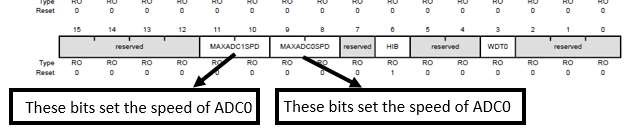 Type RO RO RO RO RO RO RO RO RO RO RO RO RO RO RO RO
Reset 0 0 0 0 0 0 0 0 0 0 0 0 0 0 0 0
15 14 13 12 11 10 9 8 7 6 5 4 3 2 1 0
reserved MAXADC1SPD MAXADC0SPD reserved HIB reserved WDT0 reserved
Type RO RO RO RO RO RO RO RO RO RO RO RO RO RO RO RO
Reset 0 0 0 0 0 0 0 0 0 1 0 0 0 0 0
These bits set the speed of ADC0 These bits set the speed of ADC0